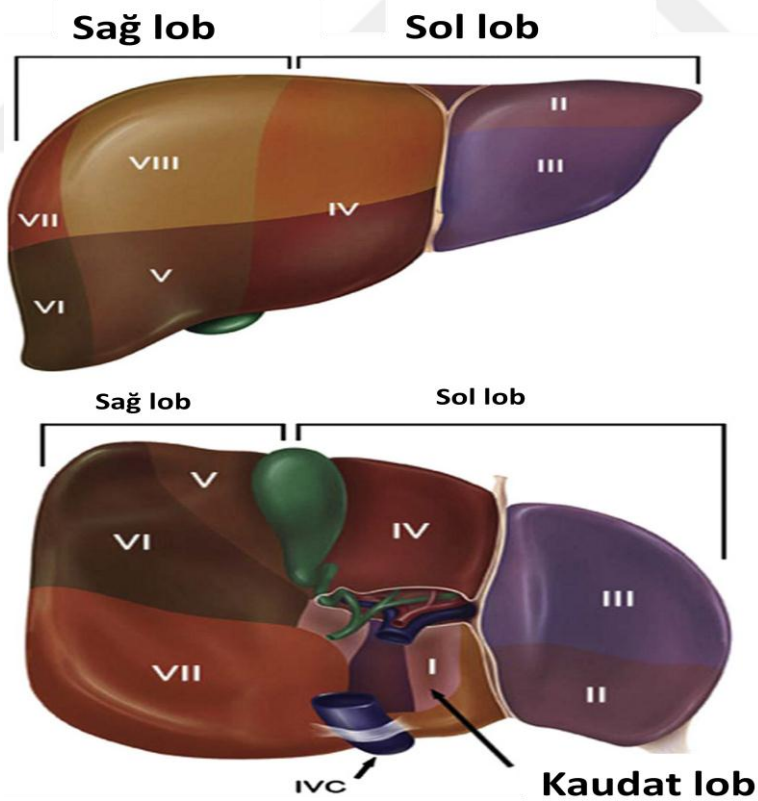 Sağ lob
Sol lob
II
VIII
III
VII
IV
V
VI
Sağ lob
Sol lob
V
IV
VI
III
I
VII
II
IVC
Kaudat lob